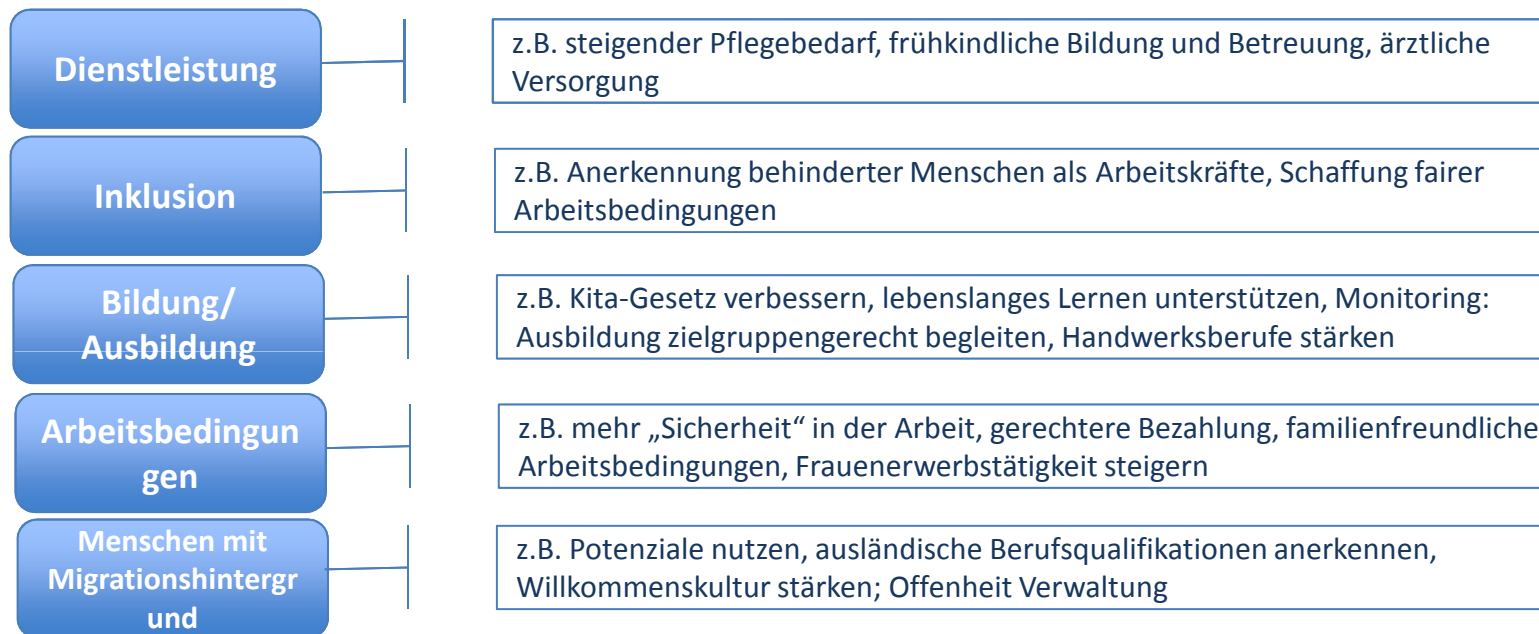 Dienstleistung
z.B. steigender Pflegebedarf, frühkindliche Bildung und Betreuung, ärztliche
Versorgung
Inklusion
z.B. Anerkennung behinderter Menschen als Arbeitskräfte, Schaffung fairer
Arbeitsbedingungen
Bildung/
Ausbildung
z.B. Kita-Gesetz verbessern, lebenslanges Lernen unterstützen, Monitoring:
Ausbildung zielgruppengerecht begleiten, Handwerksberufe stärken
Arbeitsbedingun
gen
z.B. mehr „Sicherheit“ in der Arbeit, gerechtere Bezahlung, familienfreundliche
Arbeitsbedingungen, Frauenerwerbstätigkeit steigern
Menschen mit
Migrationshintergr
und
z.B. Potenziale nutzen, ausländische Berufsqualifikationen anerkennen,
Willkommenskultur stärken; Offenheit Verwaltung